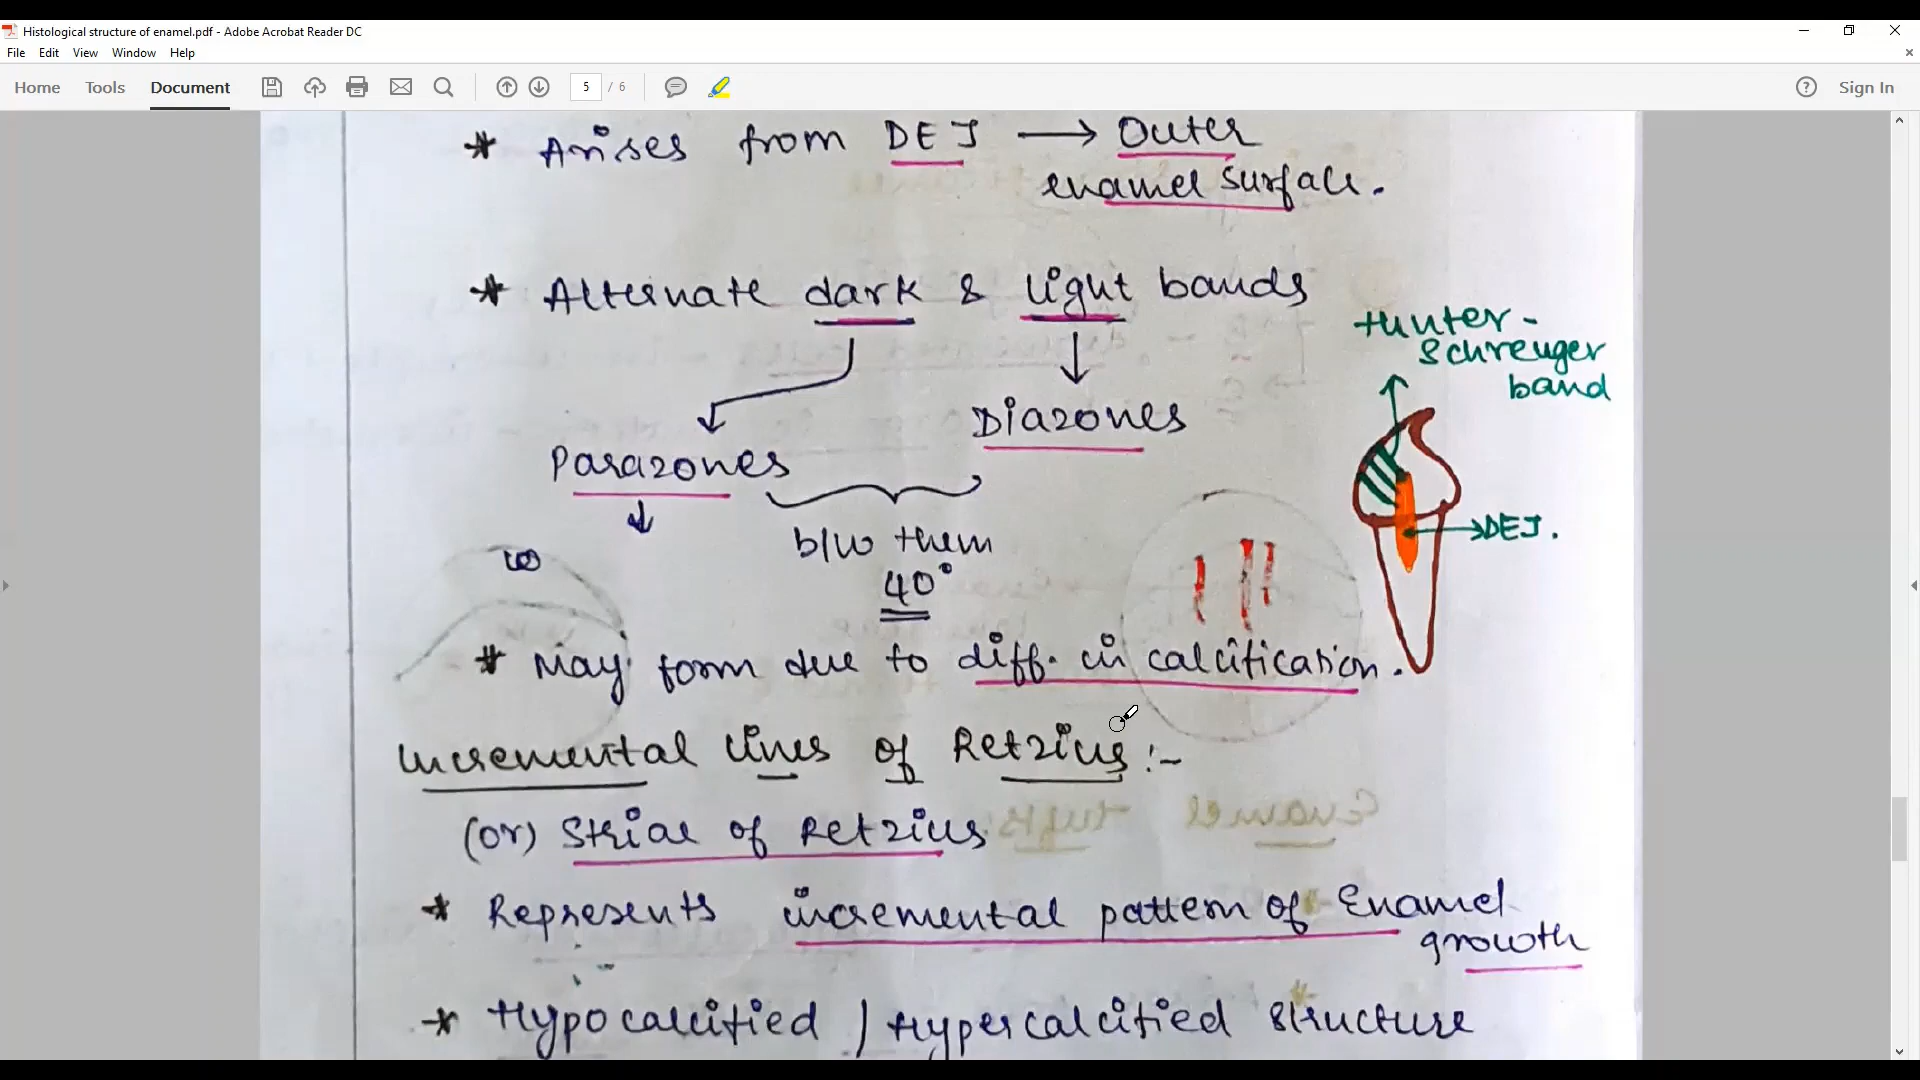 Histological structure of enamel.pdf - Adobe Acrobat Reader DC
File Edit View Window Help
Home Tools Document 5 / 6 Sign In
* Arises from DEJ → Outer
enamel surface.
* Alternate dark & light bands
Hunter-
Schreuger
band
Diazones
Parazones
DEJ.
b/w them
40°
* May form due to diff. in calcification.
Incremental lines of Retzius :-
(or) Striae of Retzius
Enamel tufts
* Represents incremental pattern of Enamel
growth
* Hypocalcified / Hypercalcified structure